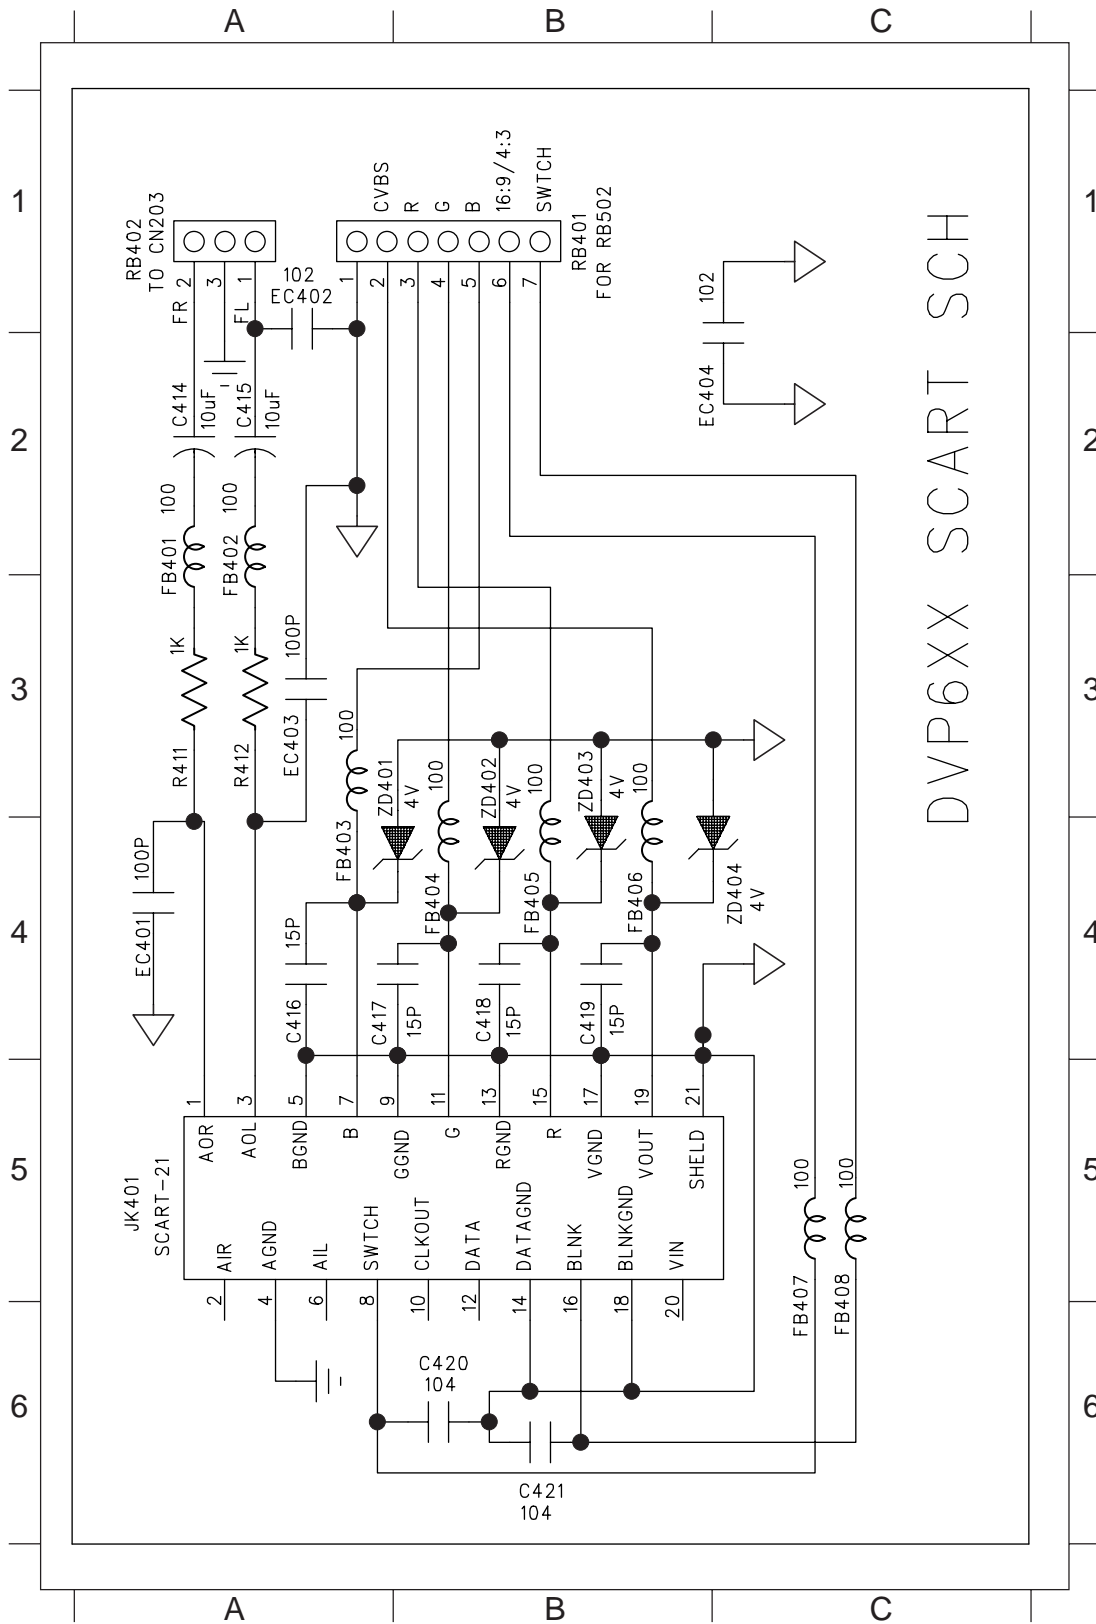 A
B
C
1
1
CVBS
R
G
B
16:9/4:3
SWTCH
RB402
TO CN203
RB401
FOR RB502
FR
2
3
FL
1
102
EC402
1
2
3
4
5
6
7
102
EC404
DVP6XX SCART SCH
2
2
C414
10uF
C415
10uF
FB401
100
FB402
100
3
3
R411
1K
R412
1K
EC403
100P
100
FB403
ZD401
4V
100
FB404
ZD402
4V
100
FB405
ZD403
4V
100
FB406
ZD404
4V
4
4
EC401
100P
C416
15P
C417
15P
C418
15P
C419
15P
1
3
5
7
9
11
13
15
17
19
21
5
5
JK401
SCART-21
AOR
AOL
BGND
B
GGND
G
RGND
R
VGND
VOUT
SHELD
AIR
AGND
AIL
SWTCH
CLKOUT
DATA
DATAGND
BLNK
BLNKGND
VIN
2
4
6
8
10
12
14
16
18
20
FB407
100
FB408
100
6
6
C420
104
C421
104
A
B
C